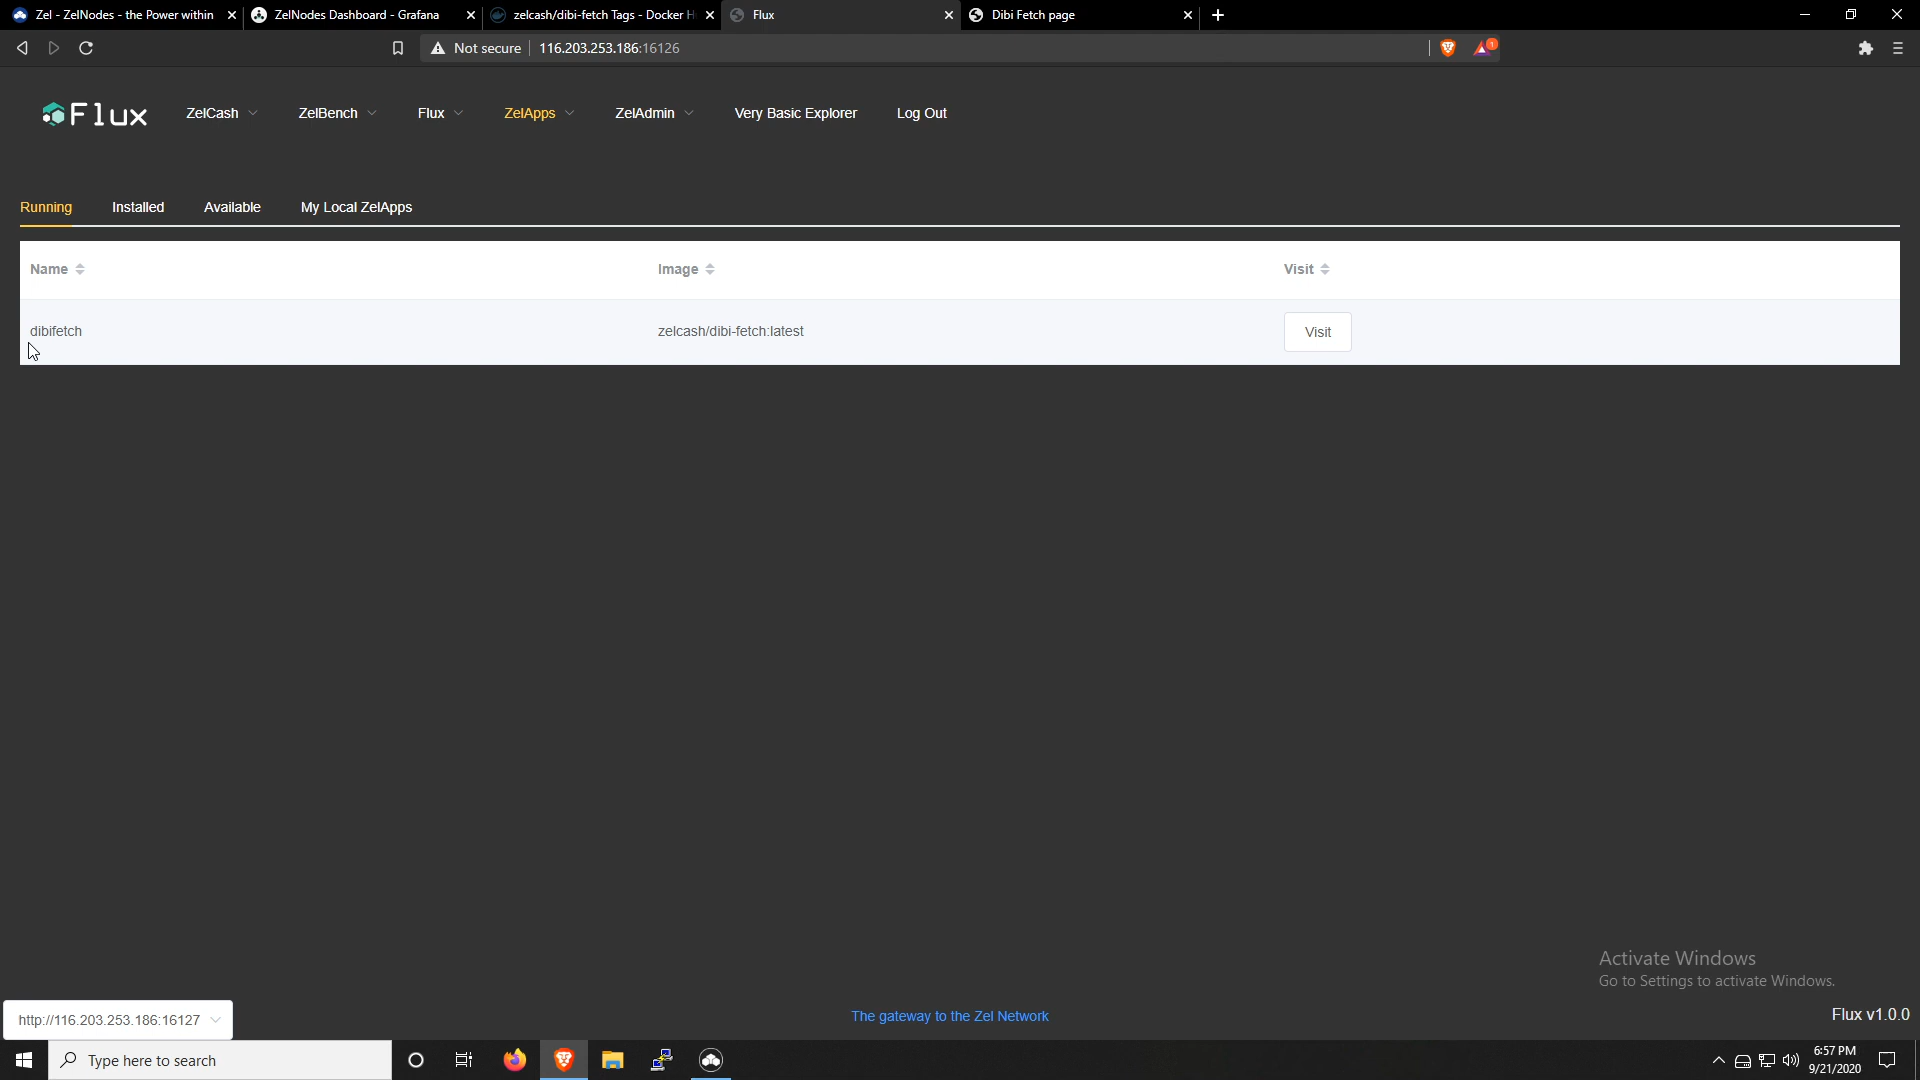 Zel - ZelNodes - the Power within
ZelNodes Dashboard - Grafana
zelcash/dibi-fetch Tags - Docker H
Flux
Dibi Fetch page
Not secure
116.203.253.186:16126
1
Flux
ZelCash
ZelBench
Flux
ZelApps
ZelAdmin
Very Basic Explorer
Log Out
Running
Installed
Available
My Local ZelApps
Name
Image
Visit
dibifetch
zelcash/dibi-fetch:latest
Visit
Activate Windows
Go to Settings to activate Windows.
http://116.203.253.186:16127
The gateway to the Zel Network
Flux v1.0.0
Type here to search
6:57 PM
9/21/2020